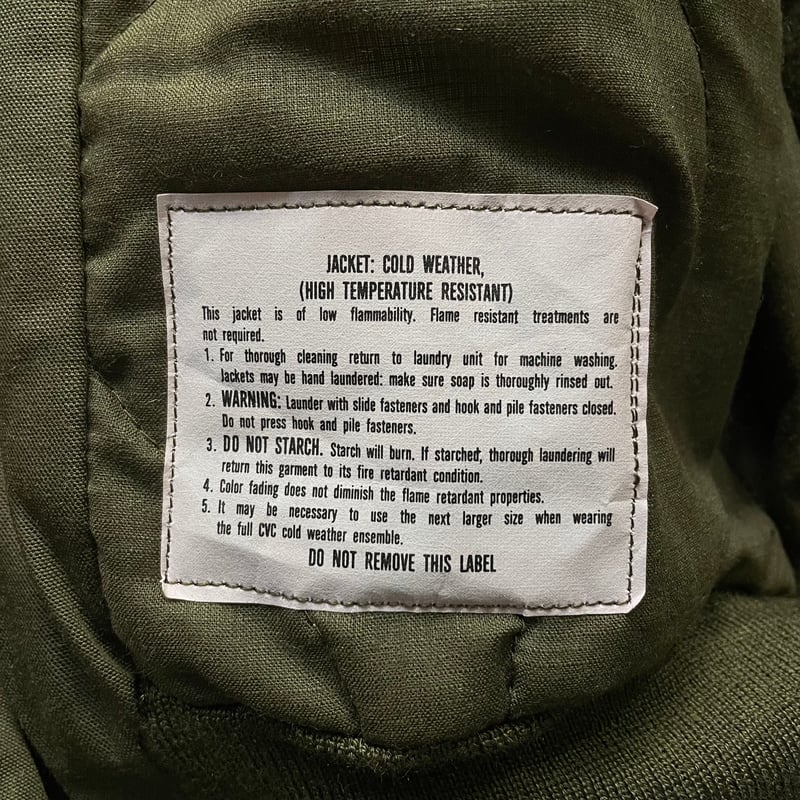 JACKET: COLD WEATHER,
(HIGH TEMPERATURE RESISTANT)
This jacket is of low flammability. Flame resistant treatments are
not required.
1. For thorough cleaning return to laundry unit for machine washing.
Jackets may be hand laundered: make sure soap is thoroughly rinsed out.
2. WARNING: Launder with slide fasteners and hook and pile fasteners closed.
Do not press hook and pile fasteners.
3. DO NOT STARCH. Starch will burn. If starched, thorough laundering will
return this garment to its fire retardant condition.
4. Color fading does not diminish the flame retardant properties.
5. It may be necessary to use the next larger size when wearing
the full CVC cold weather ensemble.
DO NOT REMOVE THIS LABEL